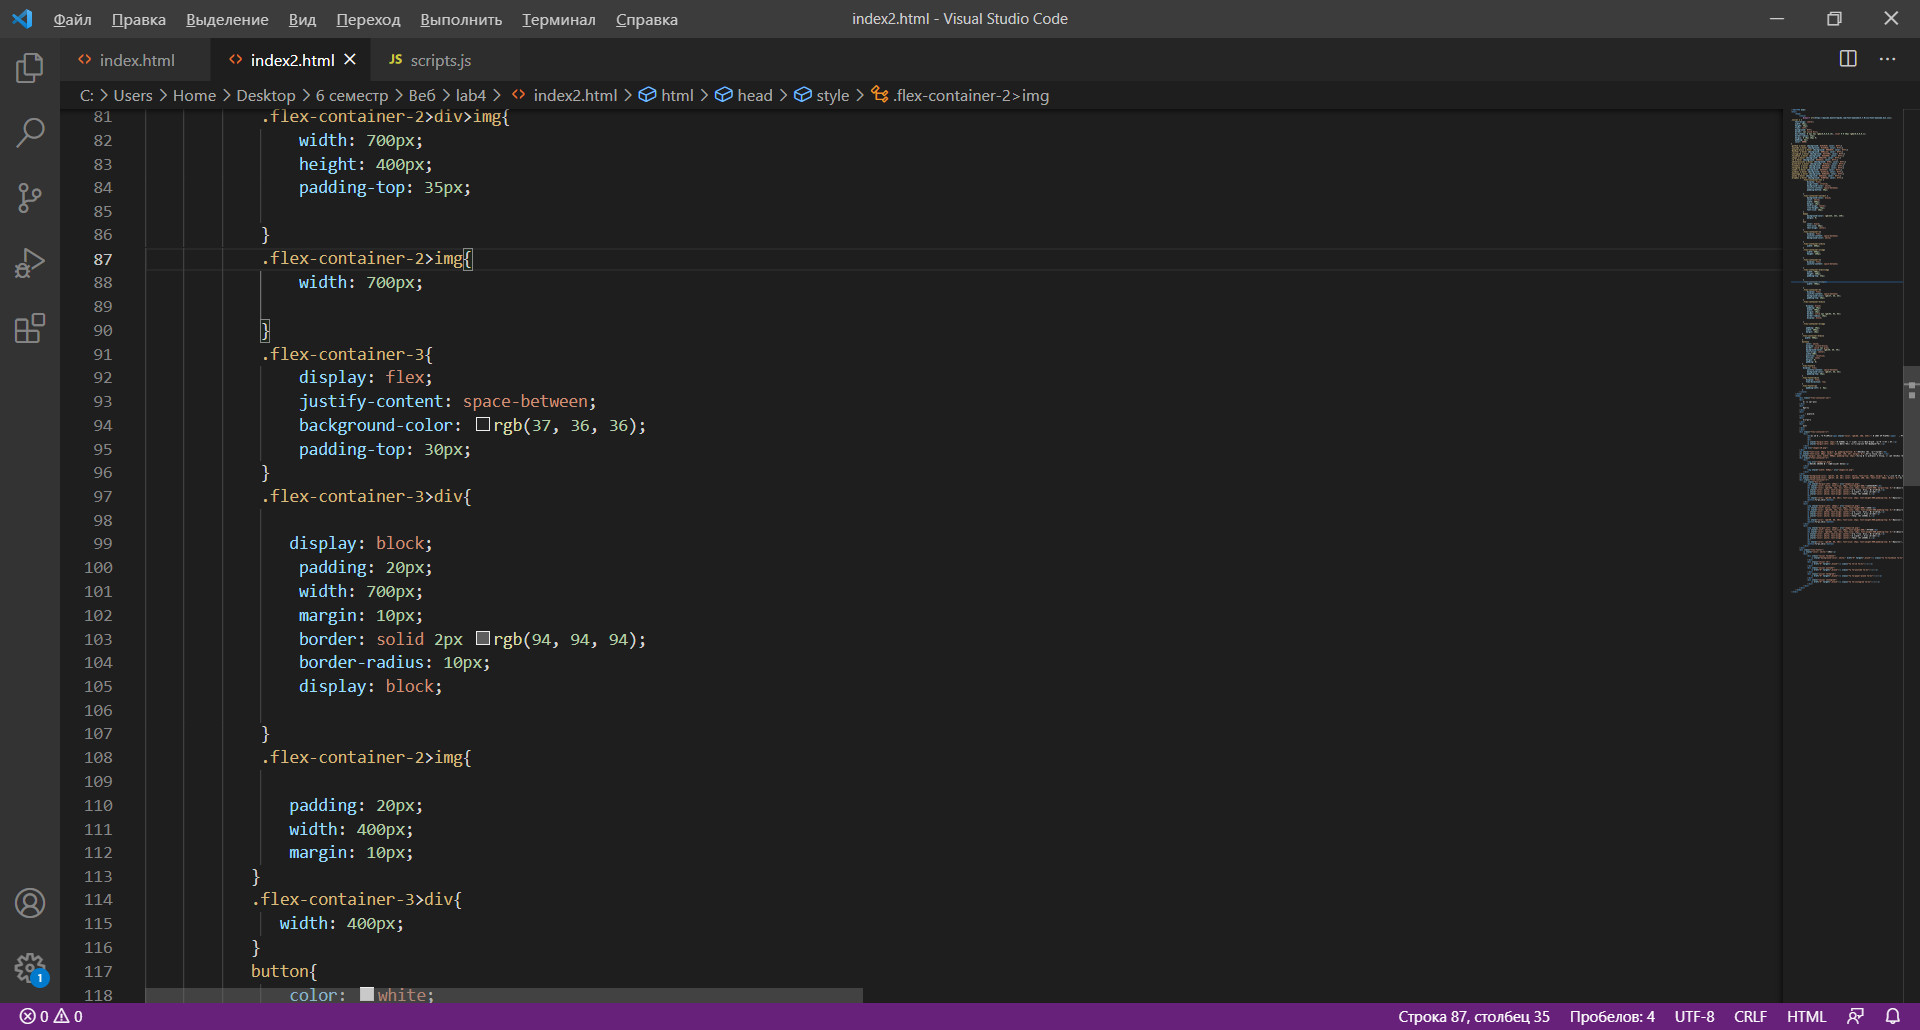 Файл Правка Выделение Вид Переход Выполнить Терминал Справка index2.html - Visual Studio Code
index.html index2.html JS scripts.js
C: > Users > Home > Desktop > 6 семестр > Веб > lab4 > index2.html > html > head > style > .flex-container-2>img
81 .flex-container-2>div>img{
82 width: 700px;
83 height: 400px;
84 padding-top: 35px;
85
86 }
87 .flex-container-2>img{
88 width: 700px;
89
90 }
91 .flex-container-3{
92 display: flex;
93 justify-content: space-between;
94 background-color: rgb(37, 36, 36);
95 padding-top: 30px;
96 }
97 .flex-container-3>div{
98
99 display: block;
100 padding: 20px;
101 width: 700px;
102 margin: 10px;
103 border: solid 2px rgb(94, 94, 94);
104 border-radius: 10px;
105 display: block;
106
107 }
108 .flex-container-2>img{
109
110 padding: 20px;
111 width: 400px;
112 margin: 10px;
113 }
114 .flex-container-3>div{
115 width: 400px;
116 }
117 button{
118 color: white;
1
0 0 Строка 87, столбец 35 Пробелов: 4 UTF-8 CRLF HTML